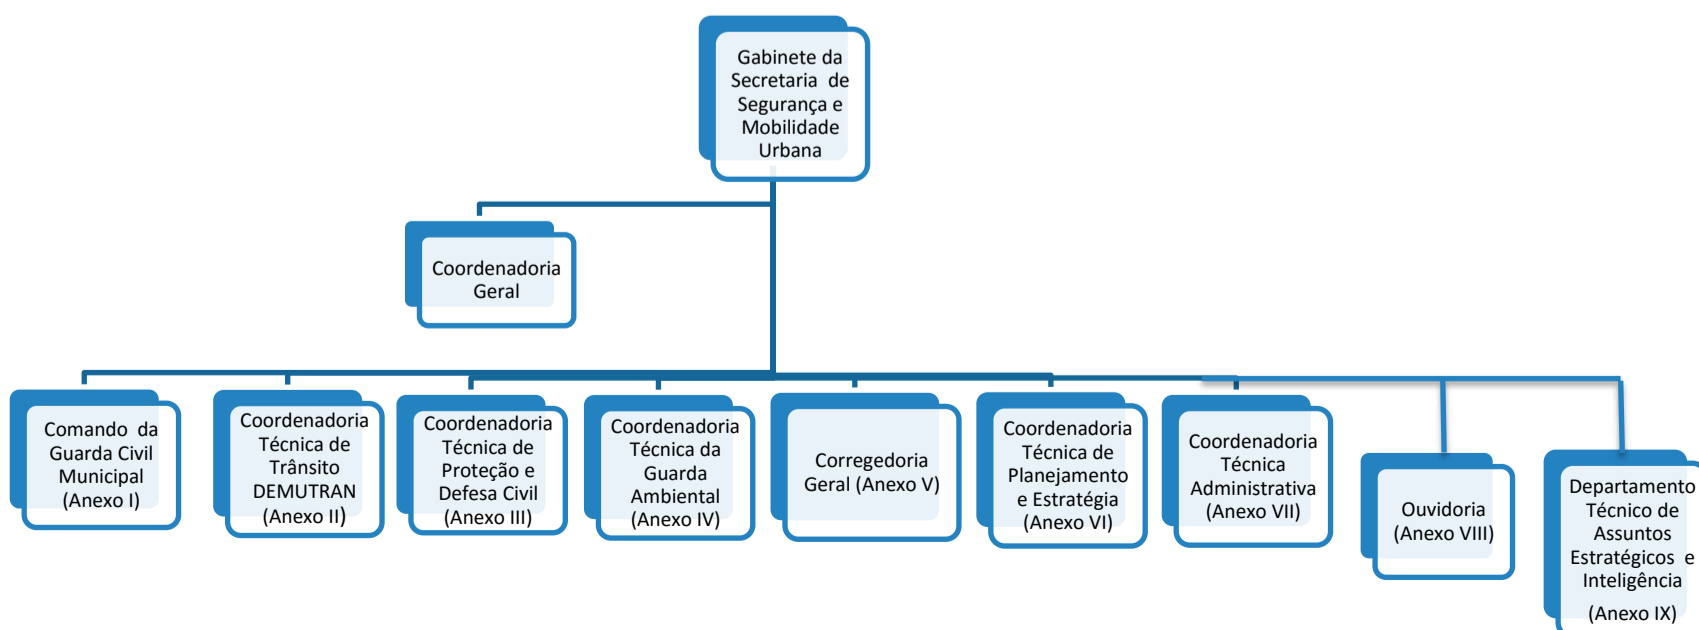 Gabinete da
Secretaria de
Segurança e
Mobilidade
Urbana
Coordenadoria
Geral
Comando da
Guarda Civil
Municipal
(Anexo I)
Coordenadoria
Técnica de
Trânsito
DEMUTRAN
(Anexo II)
Coordenadoria
Técnica de
Proteção e
Defesa Civil
(Anexo III)
Coordenadoria
Técnica da
Guarda
Ambiental
(Anexo IV)
Corregedoria
Geral (Anexo V)
Coordenadoria
Técnica de
Planejamento
e Estratégia
(Anexo VI)
Coordenadoria
Técnica
Administrativa
(Anexo VII)
Ouvidoria
(Anexo VIII)
Departamento
Técnico de
Assuntos
Estratégicos e
Inteligência
(Anexo IX)